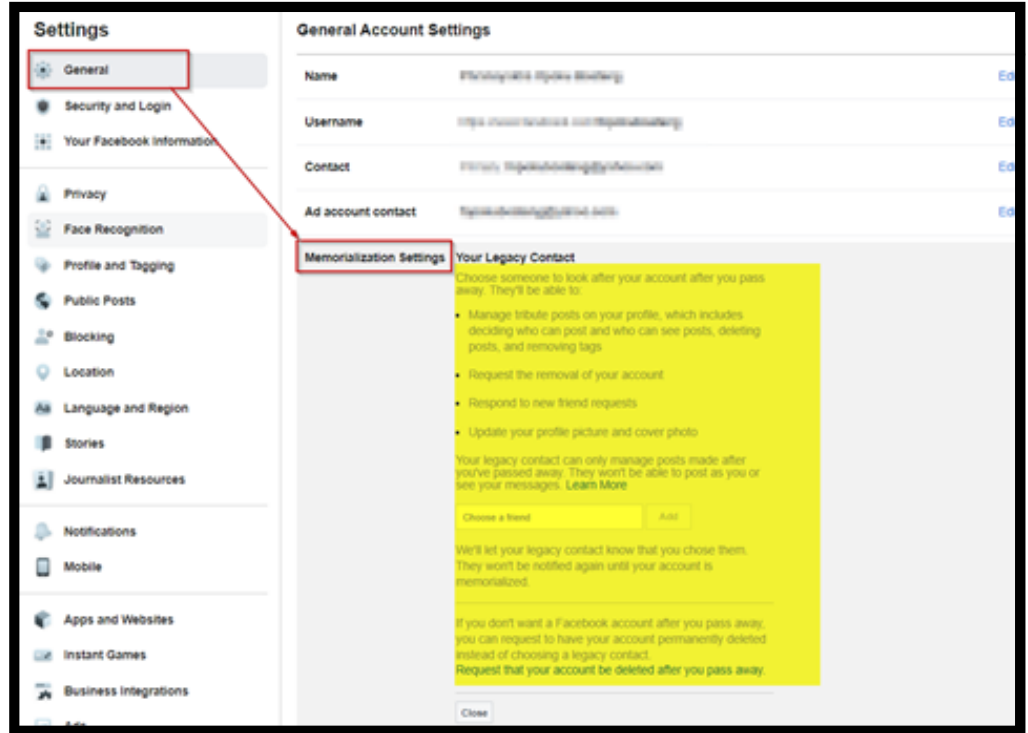 Settings
General
Security and Login
Your Facebook Information
Privacy
Face Recognition
Profile and Tagging
Public Posts
Blocking
Location
Language and Region
Stories
Journalist Resources
Notifications
Mobile
Apps and Websites
Instant Games
Business Integrations
General Account Settings
Name
Username
Contact
Ad account contact
Memorialization Settings
Your Legacy Contact
Choose someone to look after your account after you pass
away. They'll be able to:
• Manage tribute posts on your profile, which includes
deciding who can post and who can see posts, deleting
posts, and removing tags
• Request the removal of your account
• Respond to new friend requests
• Update your profile picture and cover photo
Your legacy contact can only manage posts made after
you've passed away. They won't be able to post as you or
see your messages. Learn More
Choose a friend
Add
We'll let your legacy contact know that you chose them.
They won't be notified again until your account is
memorialized.
If you don't want a Facebook account after you pass away,
you can request to have your account permanently deleted
instead of choosing a legacy contact.
Request that your account be deleted after you pass away.
Close